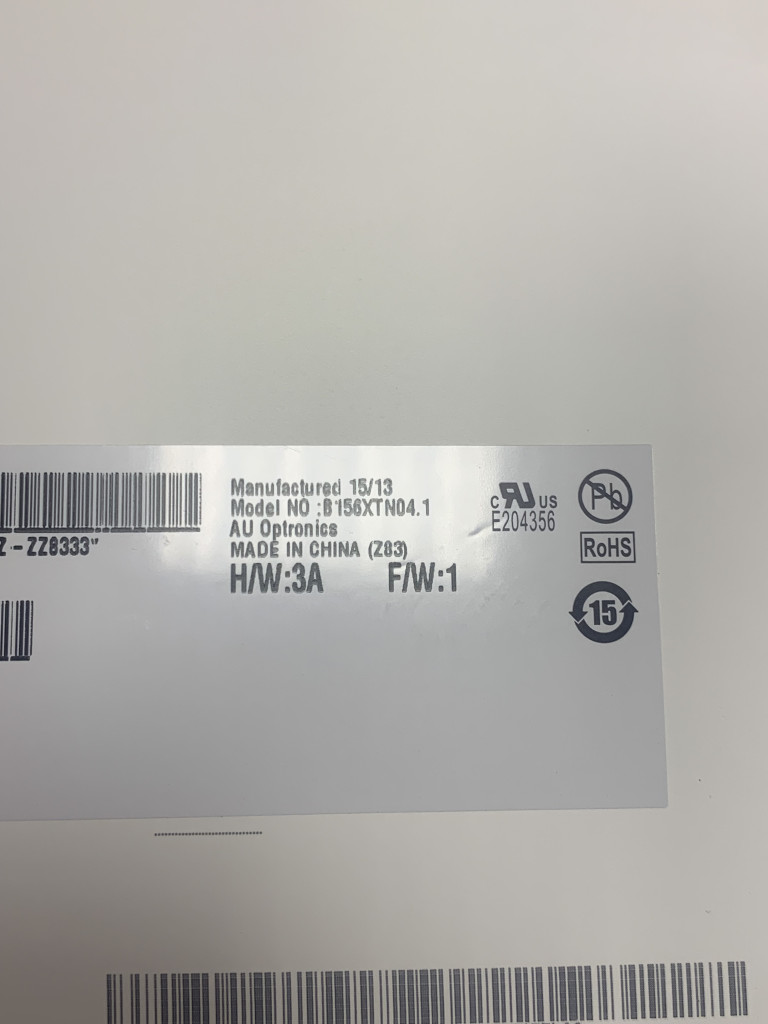 Manufactured 15/13
Model NO :B156XTN04.1
AU Optronics
MADE IN CHINA (Z83)
H/W:3A F/W:1
Z-ZZ8333"
C US
E204356
Pb
RoHS
15